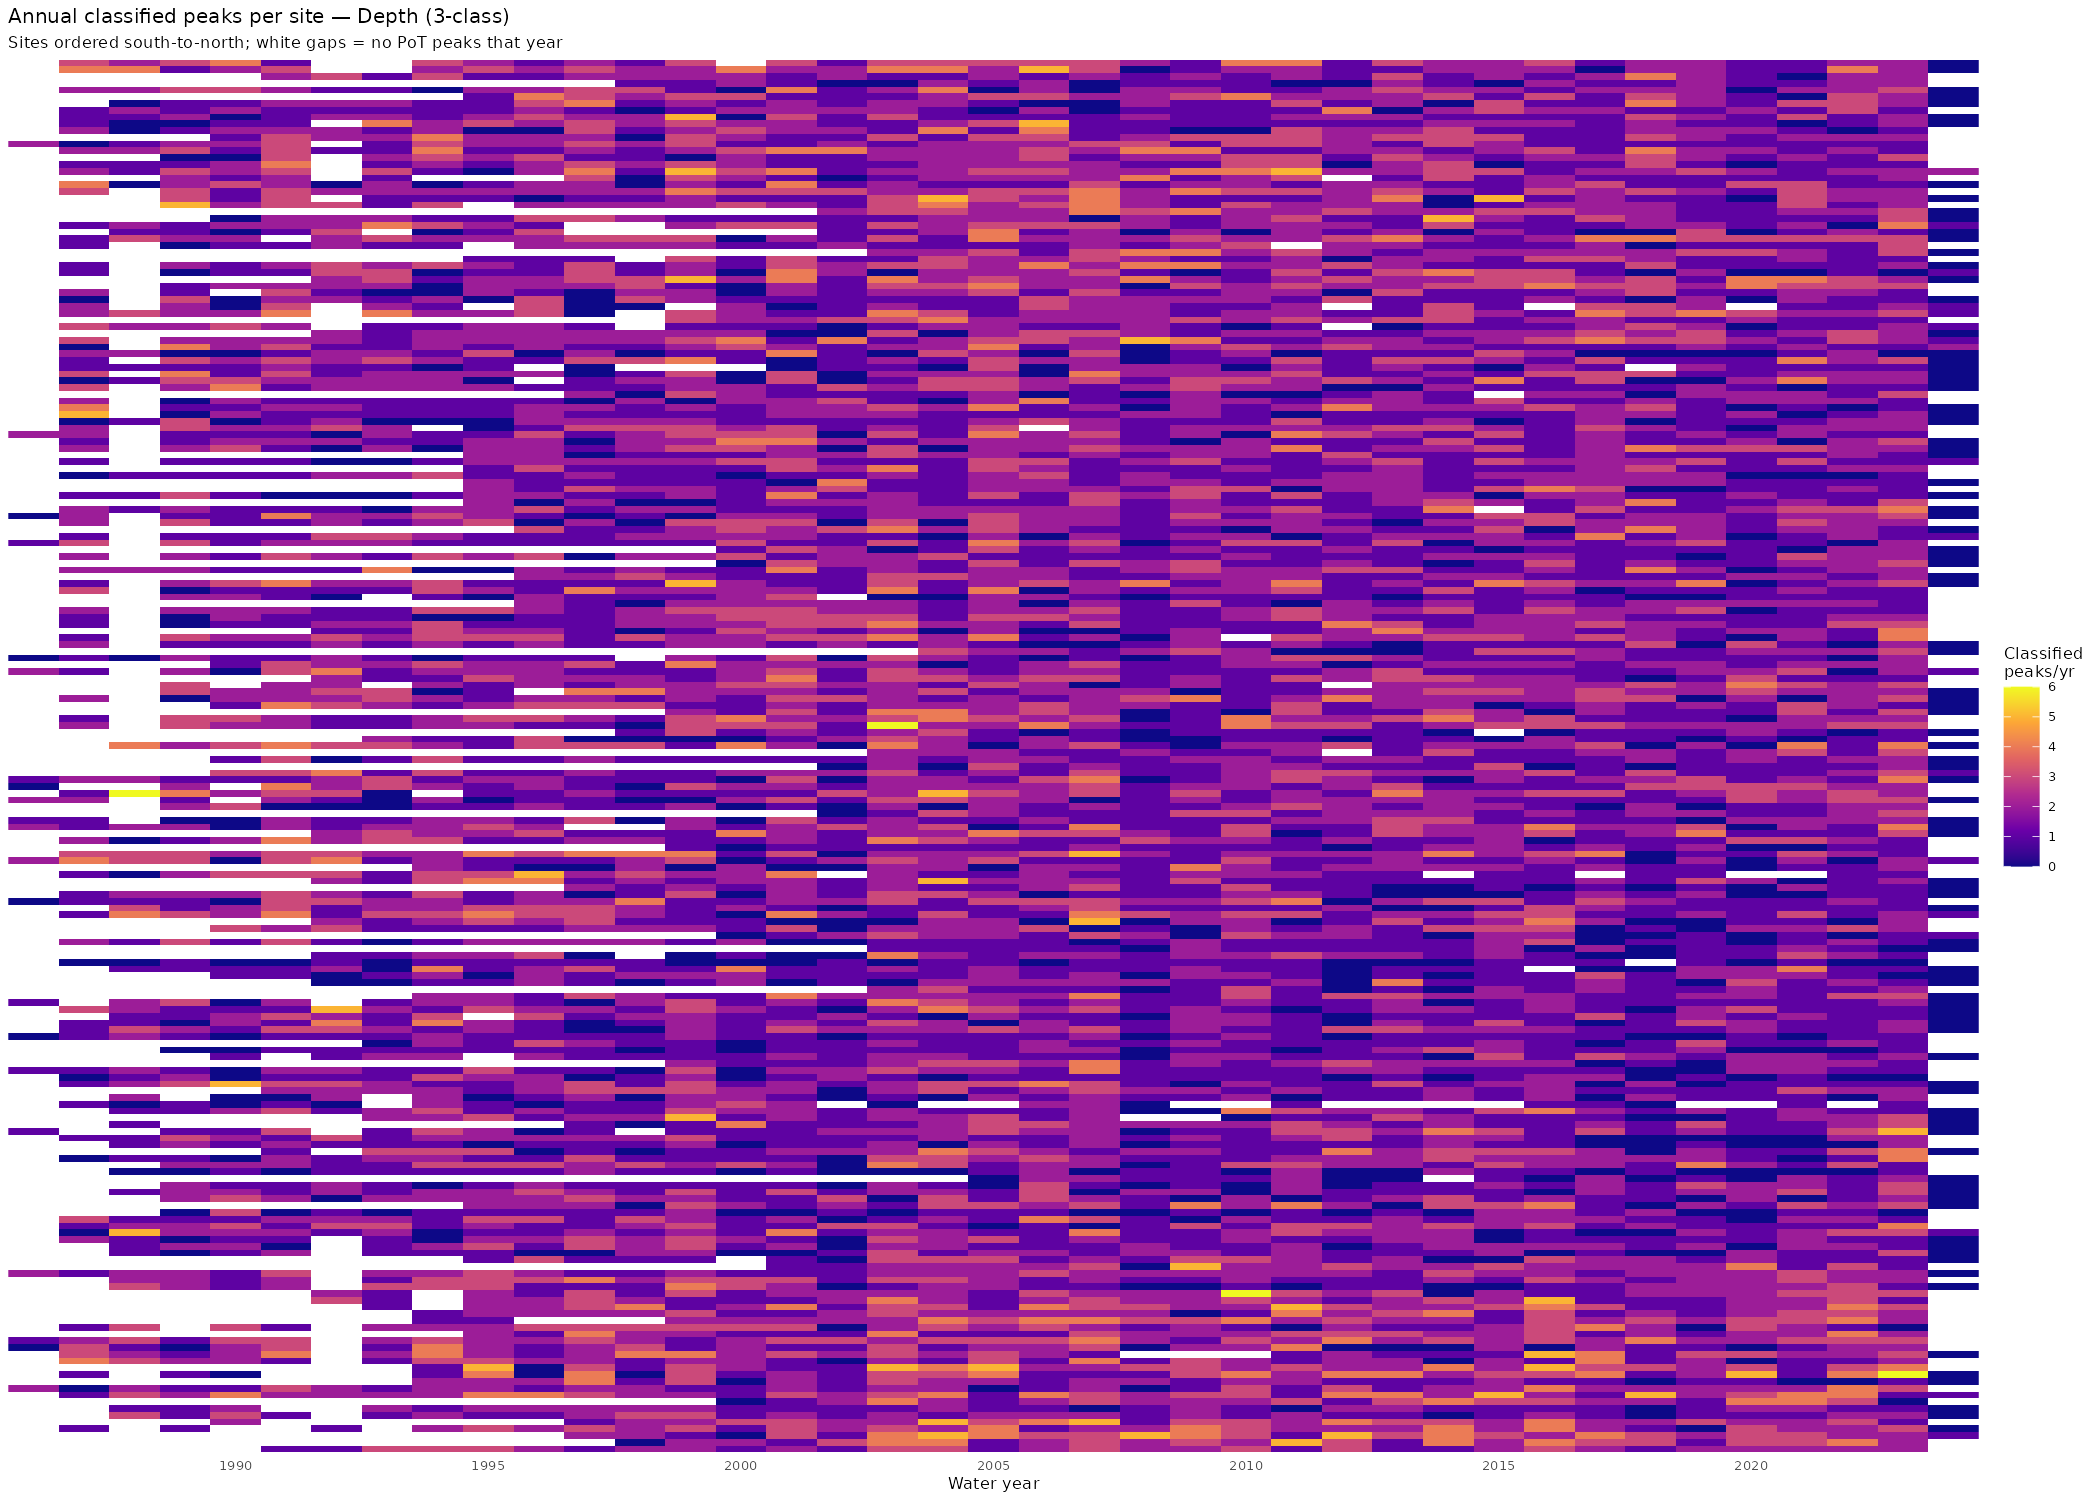 Annual classified peaks per site — Depth (3-class)
Sites ordered south-to-north; white gaps = no PoT peaks that year
Classified
peaks/yr
6
5
4
3
2
1
0
1990 1995 2000 2005 2010 2015 2020
Water year